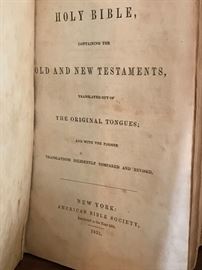 HOLY BIBLE,
CONTAINING THE
OLD AND NEW TESTAMENTS,
TRANSLATED OUT OF
THE ORIGINAL TONGUES;
AND WITH THE FORMER
TRANSLATIONS DILIGENTLY COMPARED AND REVISED.
NEW YORK:
AMERICAN BIBLE SOCIETY,